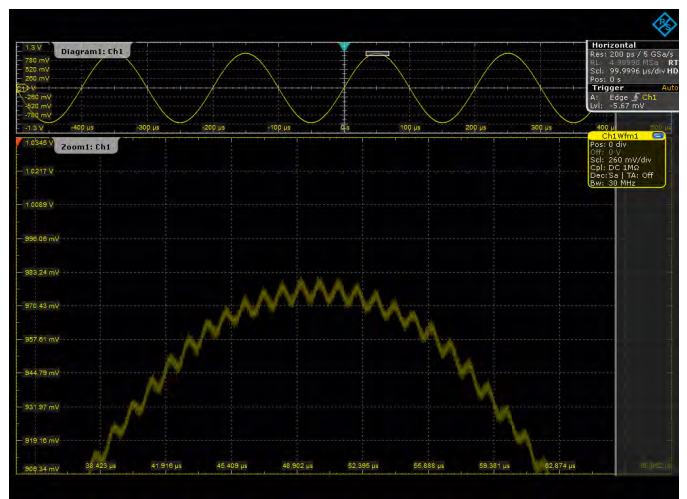 R&S
1.3 V
Diagram1: Ch1
780 mV
520 mV
260 mV
-260 mV
-520 mV
-780 mV
-1.3 V
-400 µs
-300 µs
-200 µs
-100 µs
0 s
100 µs
200 µs
300 µs
400 µs
Horizontal
Res: 200 ps / 5 GSa/s
RT
Scl: 99.9996 µs/div HD
Pos: 0 s
Trigger Auto
A: Edge Ch1
Lvl: -5.67 mV
Ch1Wfm1
Pos: 0 div
Off: 0 V
Scl: 260 mV/div
Cpl: DC 1MΩ
Dec: Sa | TA: Off
Bw: 30 MHz
1.0345 V
Zoom1: Ch1
1.0217 V
1.0089 V
996.06 mV
983.24 mV
970.43 mV
957.61 mV
944.79 mV
931.97 mV
919.16 mV
906.34 mV
38.423 µs
41.916 µs
45.409 µs
48.902 µs
52.395 µs
55.888 µs
59.381 µs
62.874 µs